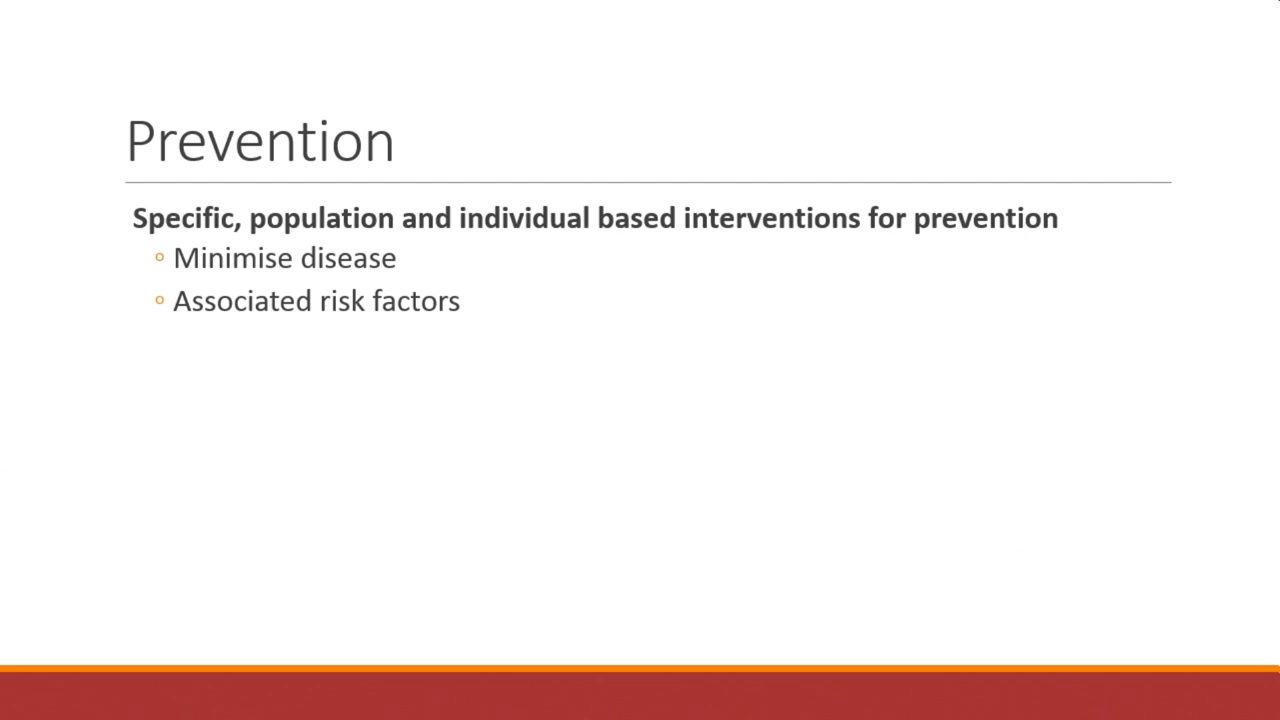 Prevention
Specific, population and individual based interventions for prevention
Minimise disease
Associated risk factors